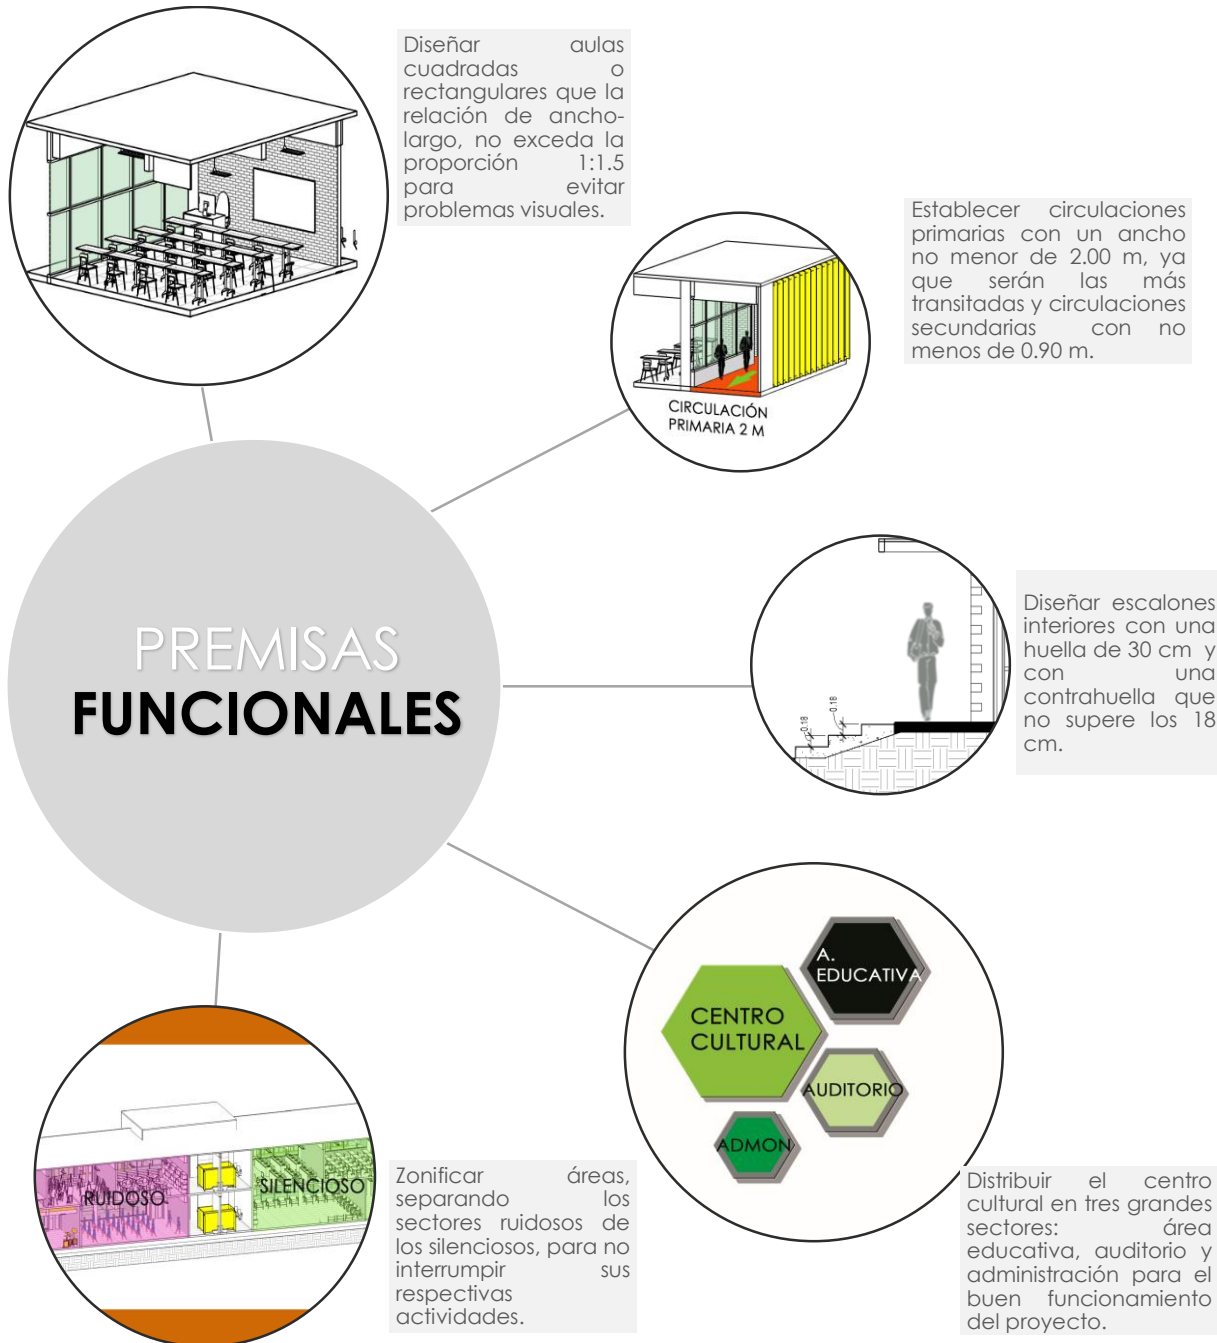 Diseñar aulas
cuadradas o
rectangulares que la
relación de ancho-
largo, no exceda la
proporción 1:1.5
para evitar
problemas visuales.
Establecer circulaciones
primarias con un ancho
no menor de 2.00 m, ya
que serán las más
transitadas y circulaciones
secundarias con no
menos de 0.90 m.
CIRCULACIÓN
PRIMARIA 2 M
PREMISAS
FUNCIONALES
0.18
0.18
Diseñar escalones
interiores con una
huella de 30 cm y
con una
contrahuella que
no supere los 18
cm.
A.
EDUCATIVA
CENTRO
CULTURAL
AUDITORIO
ADMON
RUIDOSO
SILENCIOSO
Zonificar áreas,
separando los
sectores ruidosos de
los silenciosos, para no
interrumpir sus
respectivas
actividades.
Distribuir el centro
cultural en tres grandes
sectores: área
educativa, auditorio y
administración para el
buen funcionamiento
del proyecto.